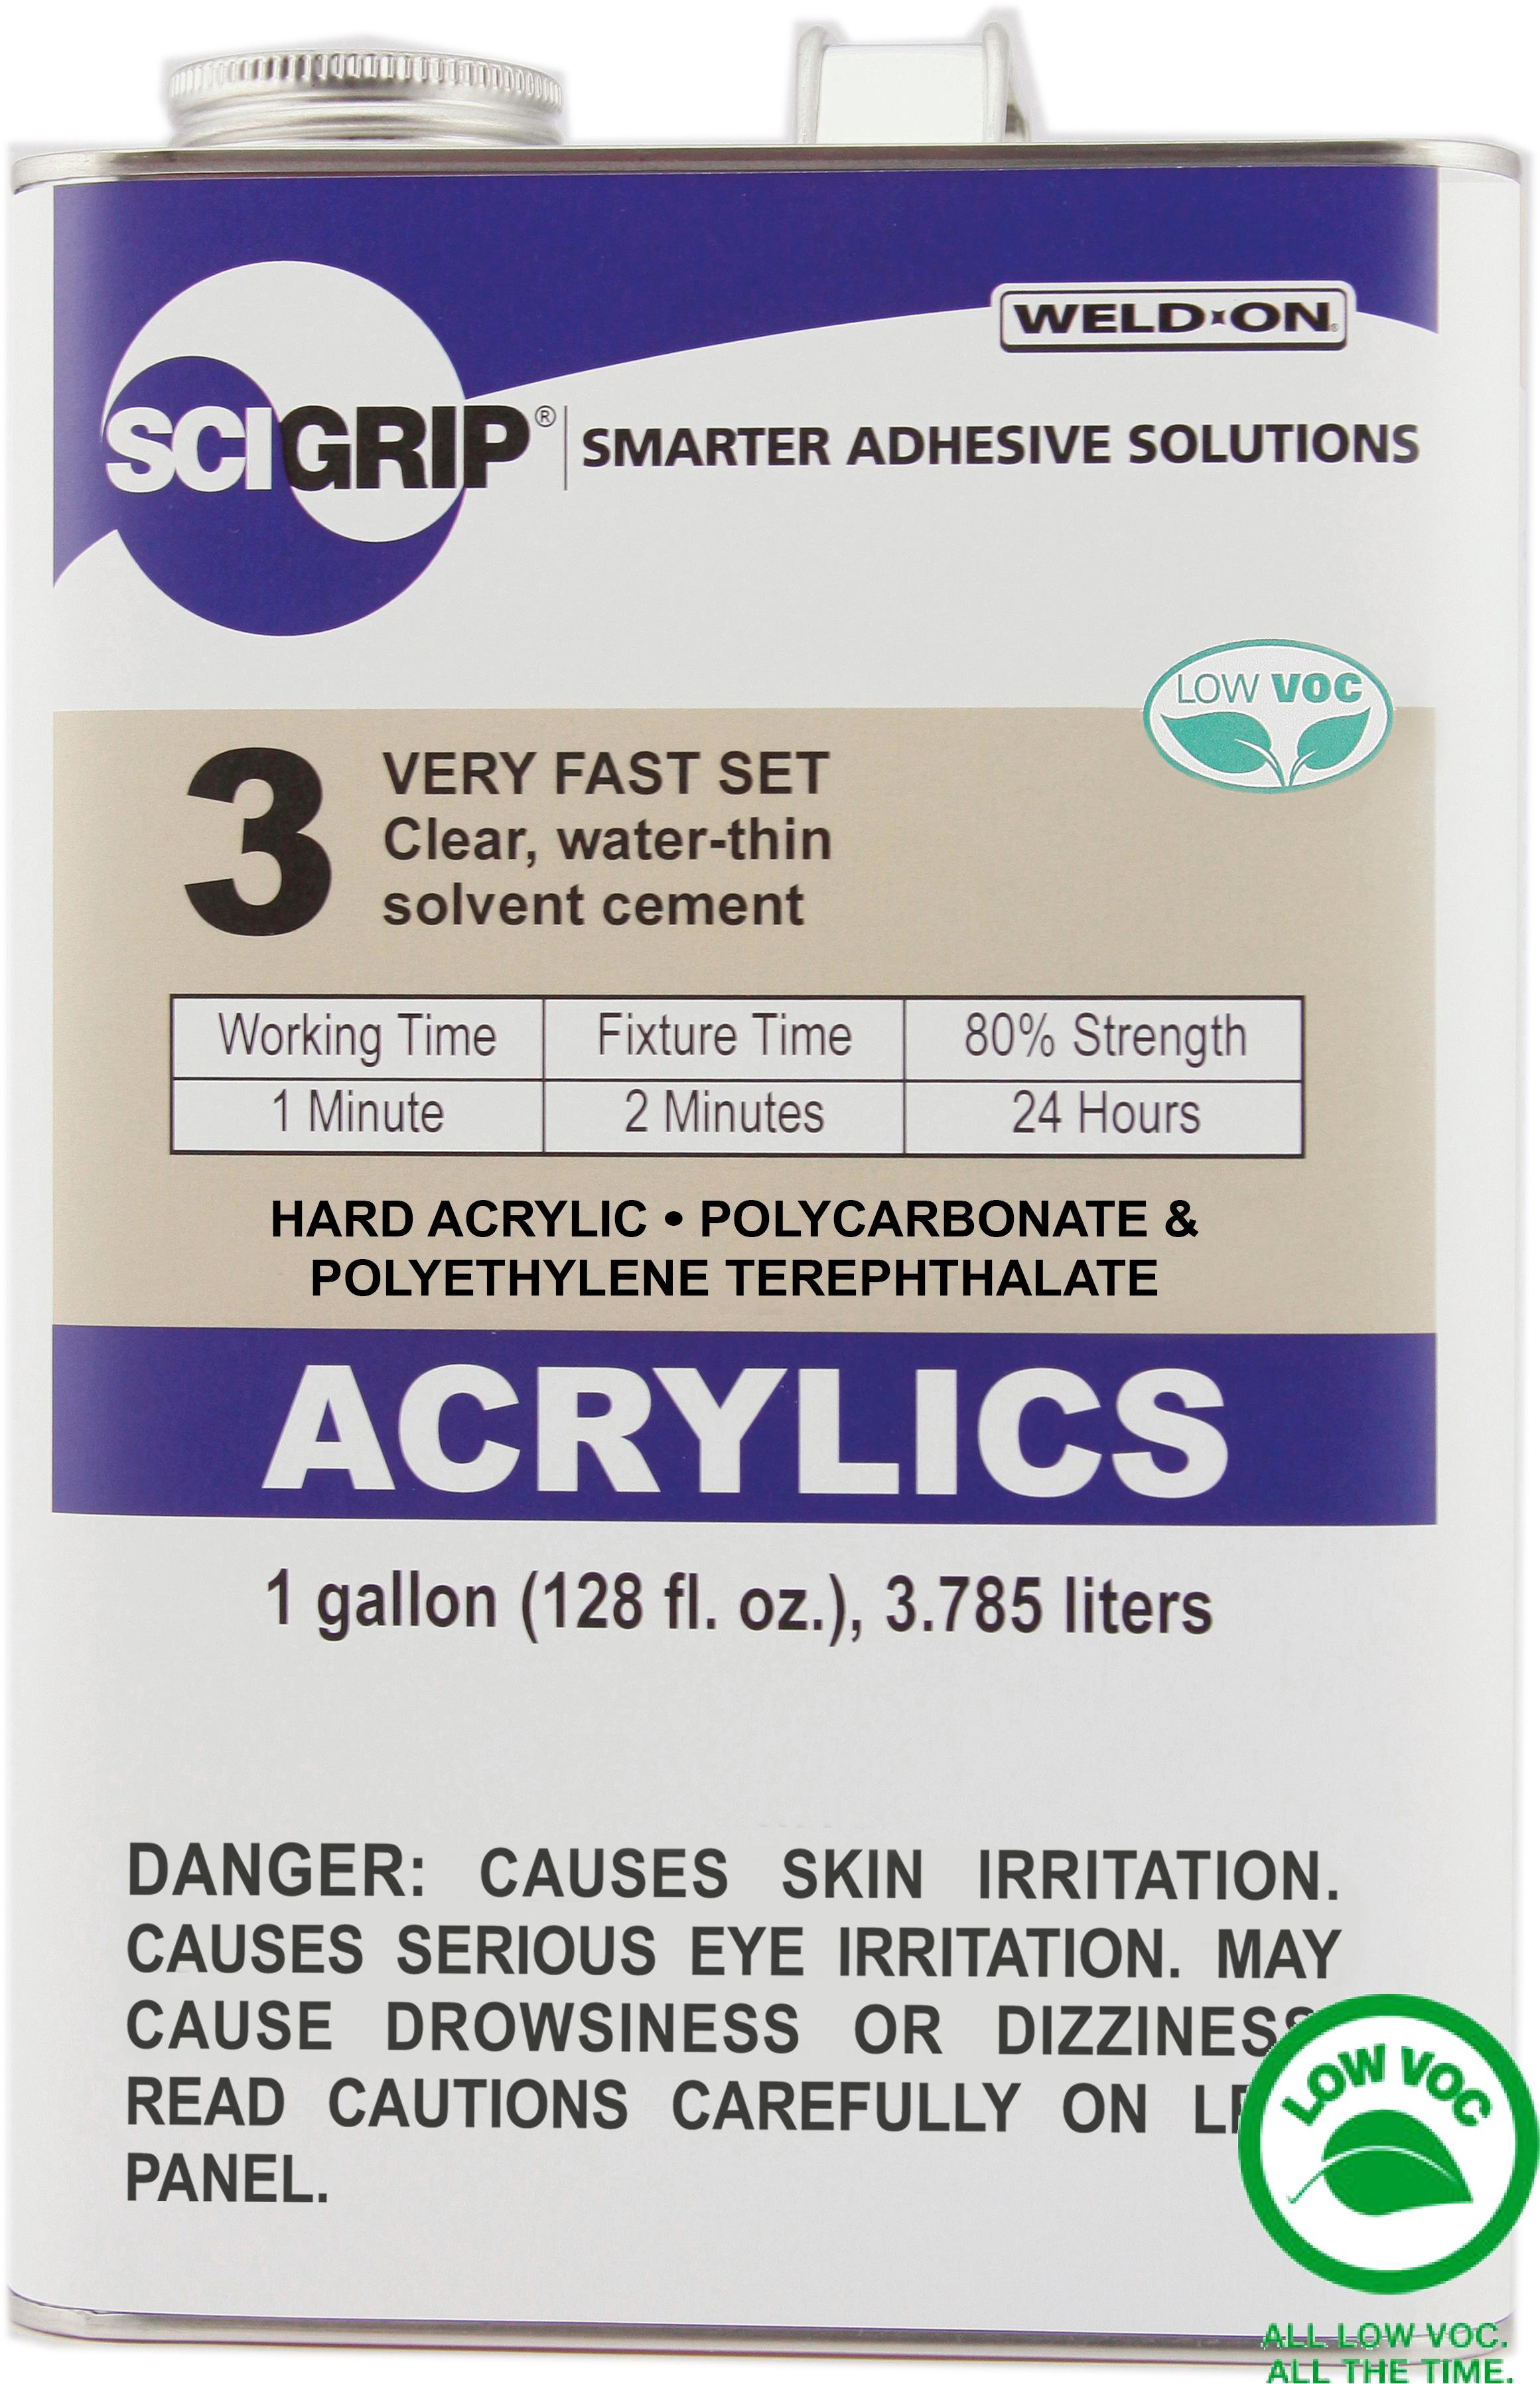 WELD-ON®
SCIGRIP® | SMARTER ADHESIVE SOLUTIONS
LOW VOC
3 VERY FAST SET
Clear, water-thin
solvent cement
Working Time Fixture Time 80% Strength
1 Minute 2 Minutes 24 Hours
HARD ACRYLIC • POLYCARBONATE &
POLYETHYLENE TEREPHTHALATE
ACRYLICS
1 gallon (128 fl. oz.), 3.785 liters
DANGER: CAUSES SKIN IRRITATION.
CAUSES SERIOUS EYE IRRITATION. MAY
CAUSE DROWSINESS OR DIZZINESS
READ CAUTIONS CAREFULLY ON
PANEL.
LOW VOC
ALL LOW VOC.
ALL THE TIME.